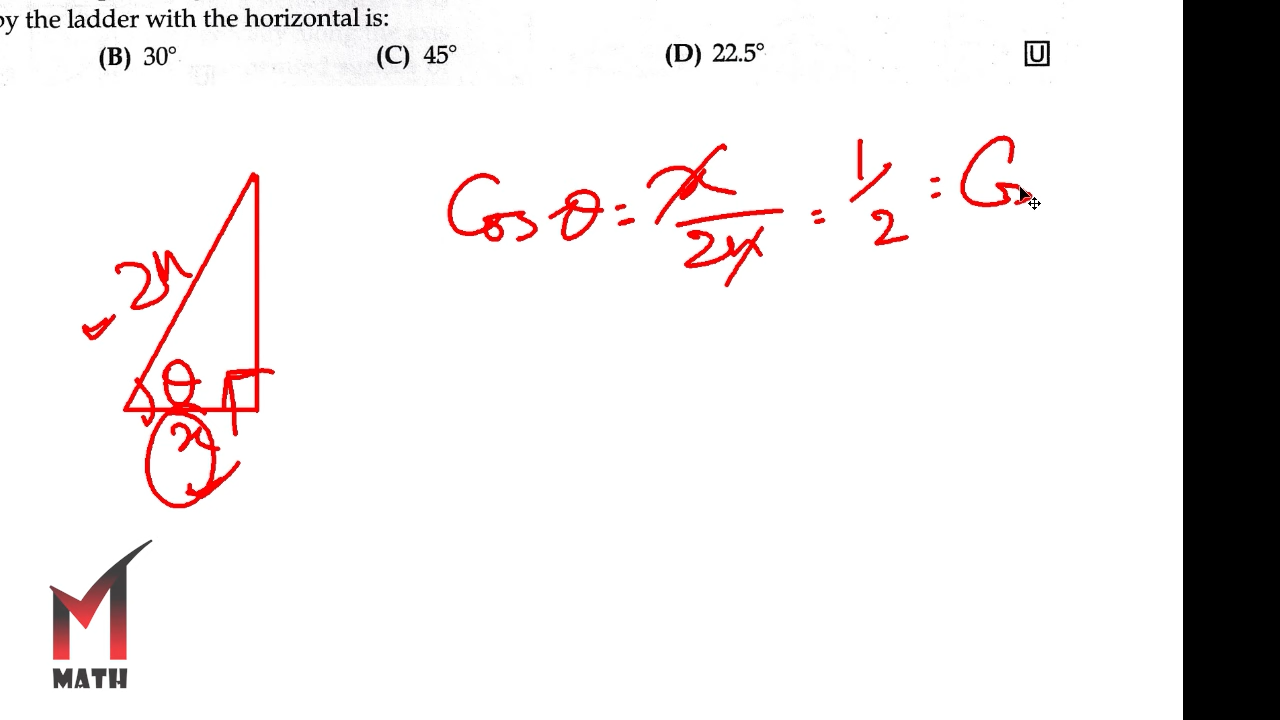 by the ladder with the horizontal is:
(B) 30° (C) 45° (D) 22.5° U
Cos θ = x/2x = 1/2 = Cos
2x
θ
x
M
MATH